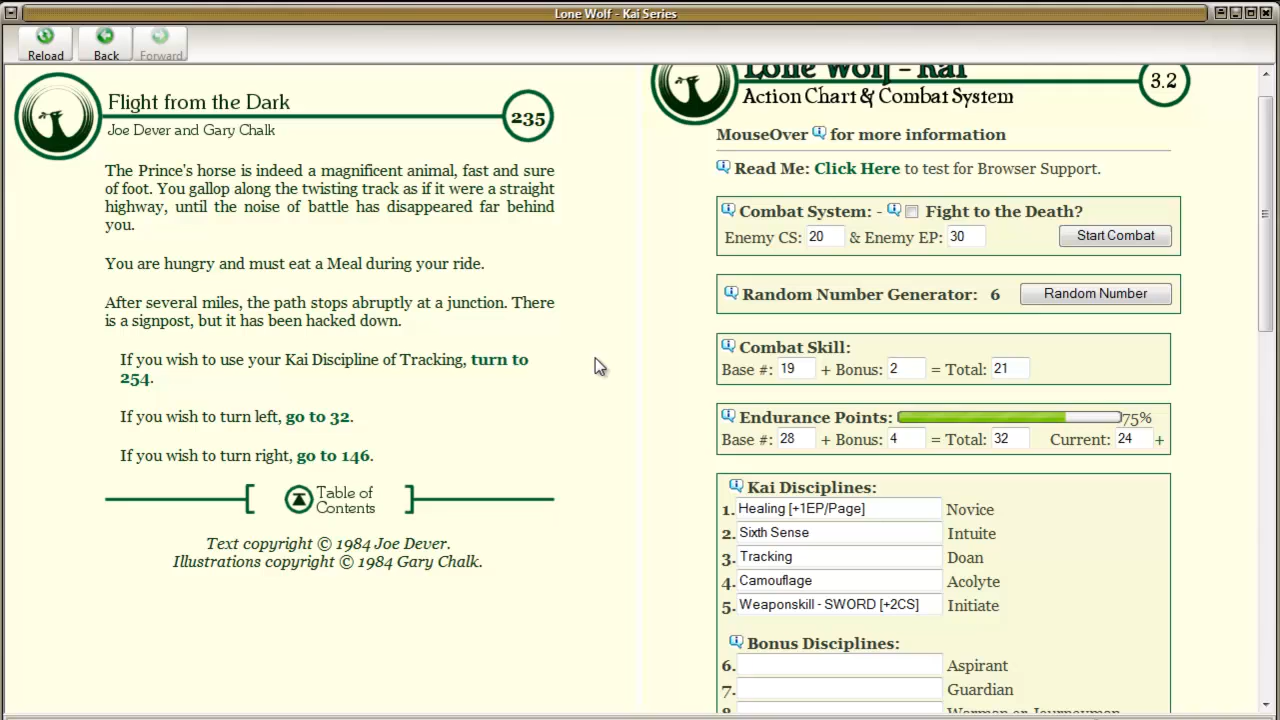 Lone Wolf - Kai Series
Reload
Back
Forward
Flight from the Dark
Joe Dever and Gary Chalk
235
The Prince's horse is indeed a magnificent animal, fast and sure
of foot. You gallop along the twisting track as if it were a straight
highway, until the noise of battle has disappeared far behind
you.
You are hungry and must eat a Meal during your ride.
After several miles, the path stops abruptly at a junction. There
is a signpost, but it has been hacked down.
If you wish to use your Kai Discipline of Tracking, turn to
254.
If you wish to turn left, go to 32.
If you wish to turn right, go to 146.
Table of
Contents
Text copyright © 1984 Joe Dever.
Illustrations copyright © 1984 Gary Chalk.
Lone Wolf - Kai
Action Chart & Combat System
3.2
MouseOver for more information
Read Me: Click Here to test for Browser Support.
Combat System: - Fight to the Death?
Enemy CS: 20 & Enemy EP: 30 Start Combat
Random Number Generator: 6 Random Number
Combat Skill:
Base #: 19 + Bonus: 2 = Total: 21
Endurance Points: 75%
Base #: 28 + Bonus: 4 = Total: 32 Current: 24 +
Kai Disciplines:
1. Healing [+1EP/Page] Novice
2. Sixth Sense Intuite
3. Tracking Doan
4. Camouflage Acolyte
5. Weaponskill - SWORD [+2CS] Initiate
Bonus Disciplines:
6. Aspirant
7. Guardian
8. Warmarn or Journeyman